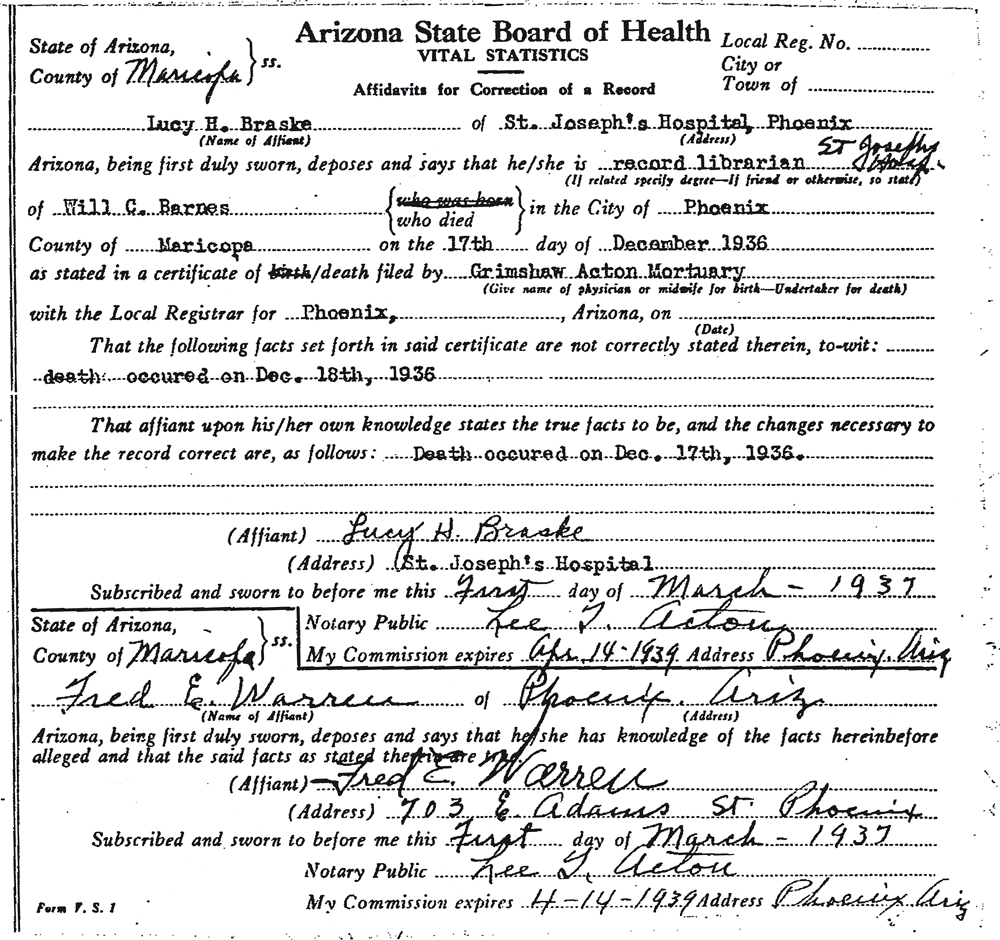 Arizona State Board of Health
VITAL STATISTICS
Affidavits for Correction of a Record
State of Arizona,
County of Maricopa } ss.
Local Reg. No.
City or
Town of
Lucy H. Braske of St. Joseph's Hospital, Phoenix
(Name of Affiant) (Address)
Arizona, being first duly sworn, deposes and says that he/she is record librarian St Josephs Hosp.
(If related specify degree—If friend or otherwise, so state)
of Will C. Barnes { who was born
who died } in the City of Phoenix
County of Maricopa on the 17th day of December 1936
as stated in a certificate of birth/death filed by Grimshaw Acton Mortuary
(Give name of physician or midwife for birth—Undertaker for death)
with the Local Registrar for Phoenix, , Arizona, on
(Date)
That the following facts set forth in said certificate are not correctly stated therein, to-wit:
death occured on Dec. 18th, 1936
That affiant upon his/her own knowledge states the true facts to be, and the changes necessary to
make the record correct are, as follows: Death occured on Dec. 17th, 1936.
(Affiant) Lucy H. Braske
(Address) St. Joseph's Hospital
Subscribed and sworn to before me this First day of March - 1937
Notary Public Lee T. Acton
My Commission expires Apr. 14-1939 Address Phoenix, Ariz
State of Arizona,
County of Maricopa } ss.
Fred E. Warren of Phoenix. Ariz.
(Name of Affiant) (Address)
Arizona, being first duly sworn, deposes and says that he/she has knowledge of the facts hereinbefore
alleged and that the said facts as stated therein are true.
(Affiant) Fred E. Warren
(Address) 703 E Adams St. Phoenix
Subscribed and sworn to before me this First day of March - 1937
Notary Public Lee T. Acton
My Commission expires 4-14-1939 Address Phoenix Ariz
Form V. S. 1